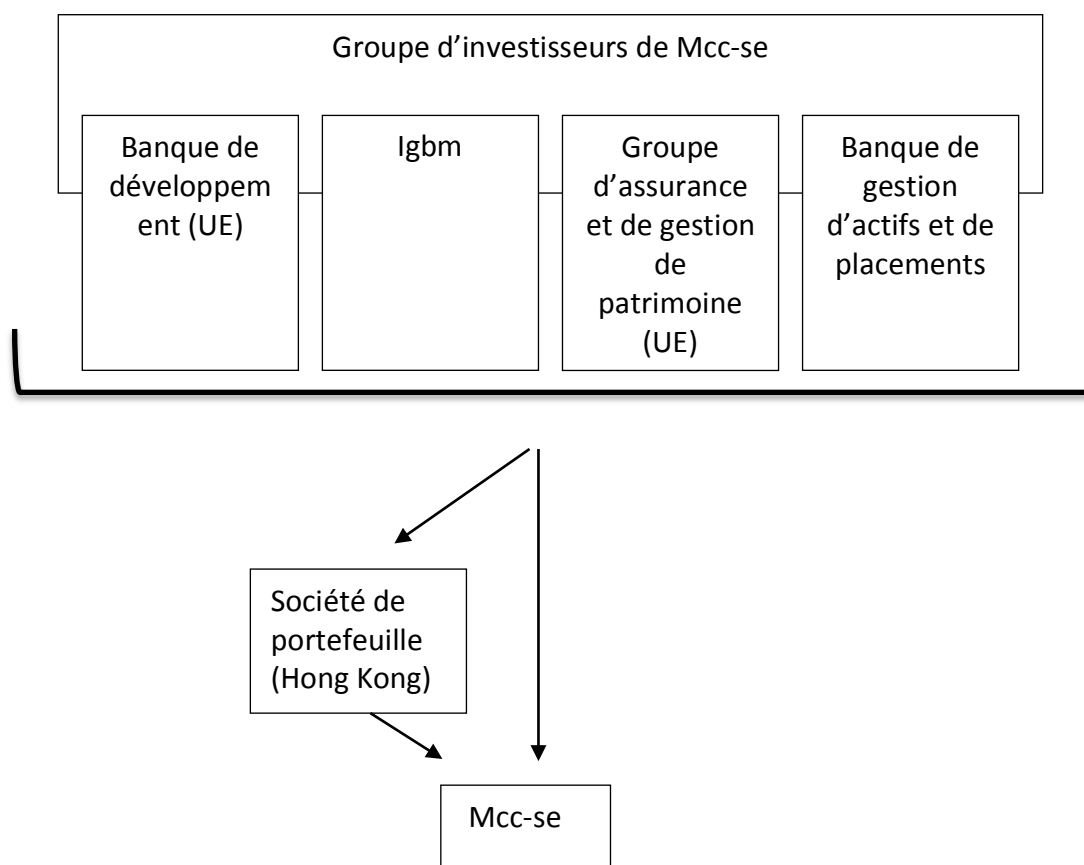 Groupe d’investisseurs de Mcc-se
Banque de
développem
ent (UE)
Igbm
Groupe
d’assurance
et de gestion
de
patrimoine
(UE)
Banque de
gestion
d’actifs et de
placements
Société de
portefeuille
(Hong Kong)
Mcc-se